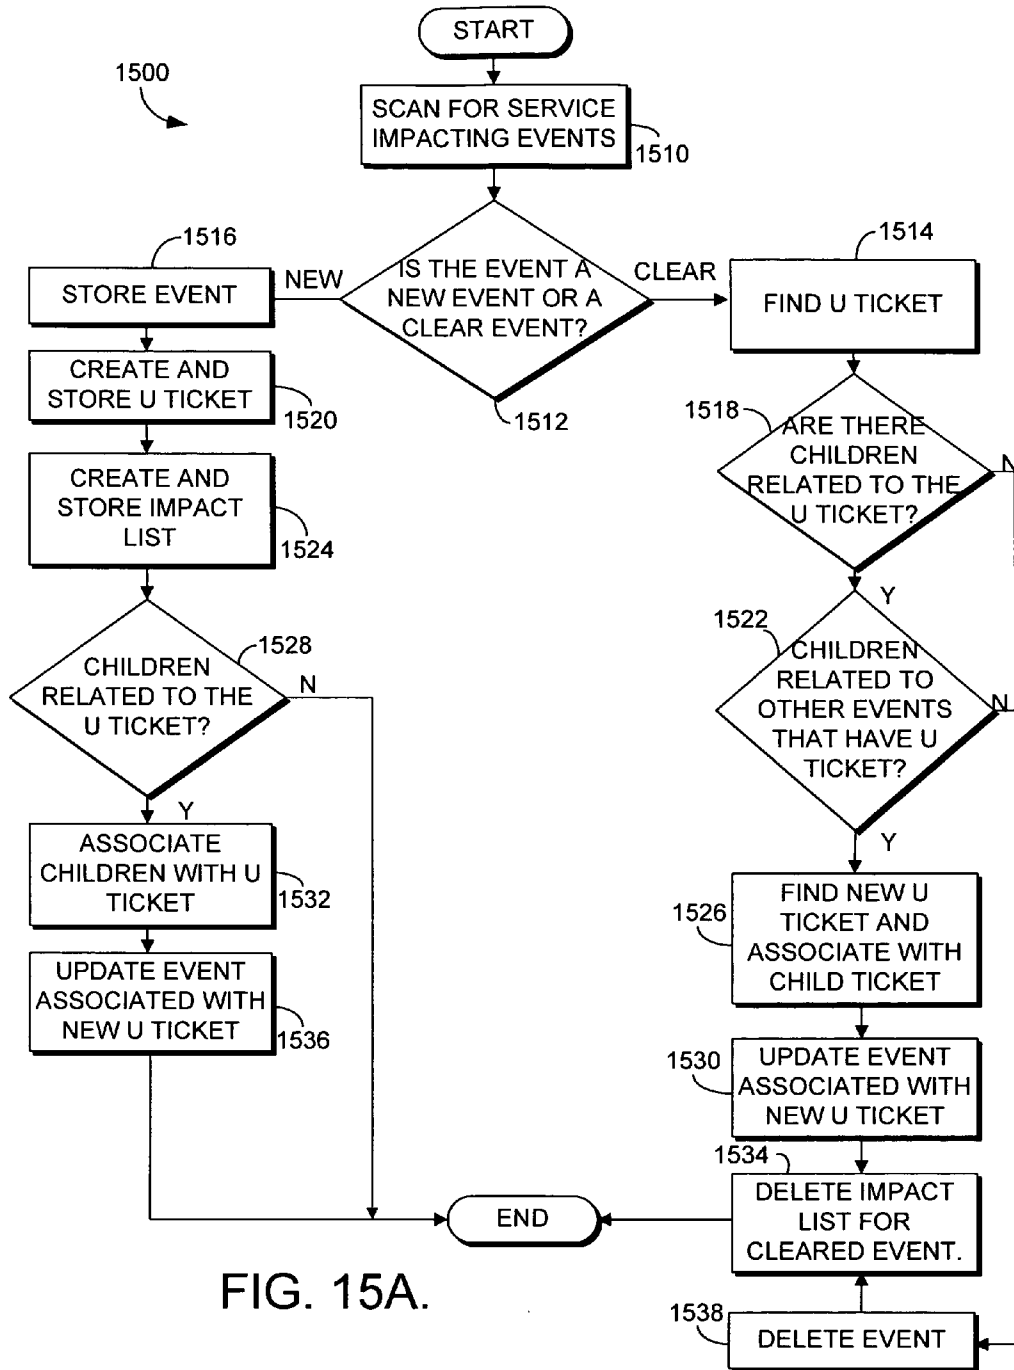 START
1500
SCAN FOR SERVICE
IMPACTING EVENTS
1510
1516
STORE EVENT
NEW
IS THE EVENT A
NEW EVENT OR A
CLEAR EVENT?
1512
CLEAR
1514
FIND U TICKET
CREATE AND
STORE U TICKET
1520
1518
ARE THERE
CHILDREN
RELATED TO THE
U TICKET?
N
Y
CREATE AND
STORE IMPACT
LIST
1524
1528
CHILDREN
RELATED TO THE
U TICKET?
N
Y
1522
CHILDREN
RELATED TO
OTHER EVENTS
THAT HAVE U
TICKET?
N
Y
ASSOCIATE
CHILDREN WITH U
TICKET
1532
1526
FIND NEW U
TICKET AND
ASSOCIATE WITH
CHILD TICKET
UPDATE EVENT
ASSOCIATED WITH
NEW U TICKET
1536
1530
UPDATE EVENT
ASSOCIATED WITH
NEW U TICKET
1534
DELETE IMPACT
LIST FOR
CLEARED EVENT.
END
1538
DELETE EVENT
FIG. 15A.